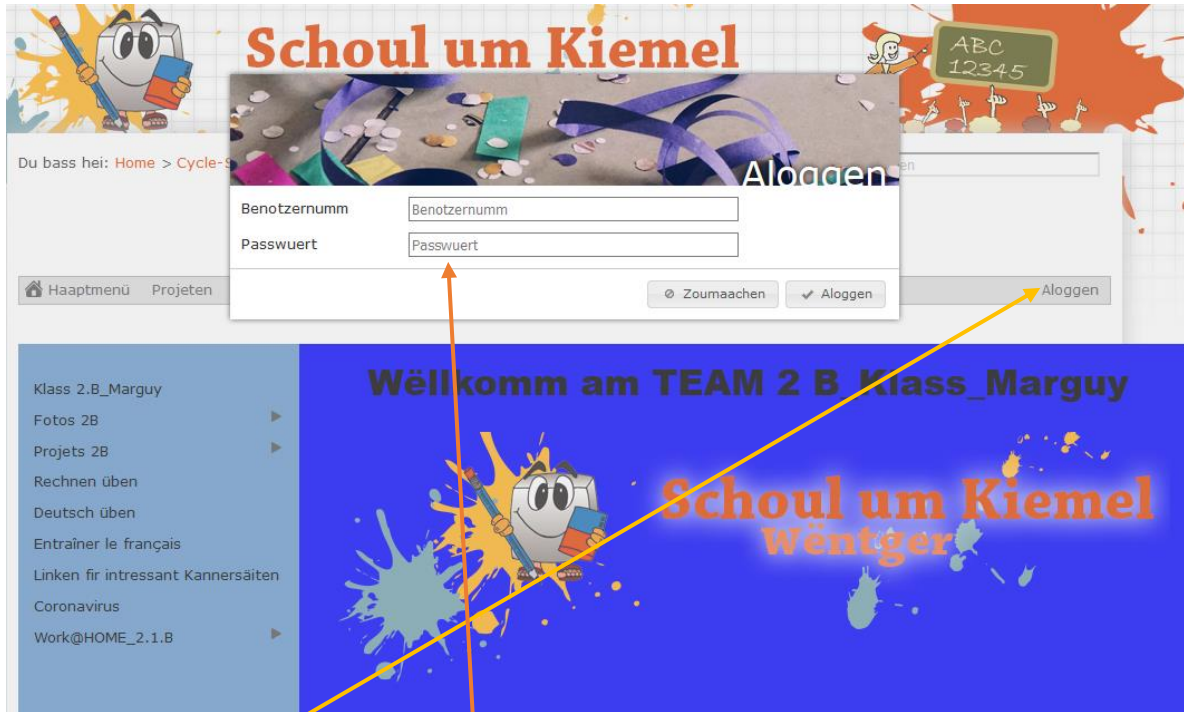 Schoul um Kiemel
ABC
12345
Du bass hei: Home > Cycle-S
en
Aloggen
Benotzernumm
Benotzernumm
Passwuert
Passwuert
Haaptmenü Projeten
Zoumaachen Aloggen
Aloggen
Klass 2.B_Marguy
Fotos 2B
Projets 2B
Rechnen üben
Deutsch üben
Entraîner le français
Linken fir intressant Kannersäiten
Coronavirus
Work@HOME_2.1.B
Wëllkomm am TEAM 2 B_Klass_Marguy
Schoul um Kiemel
Wëntger